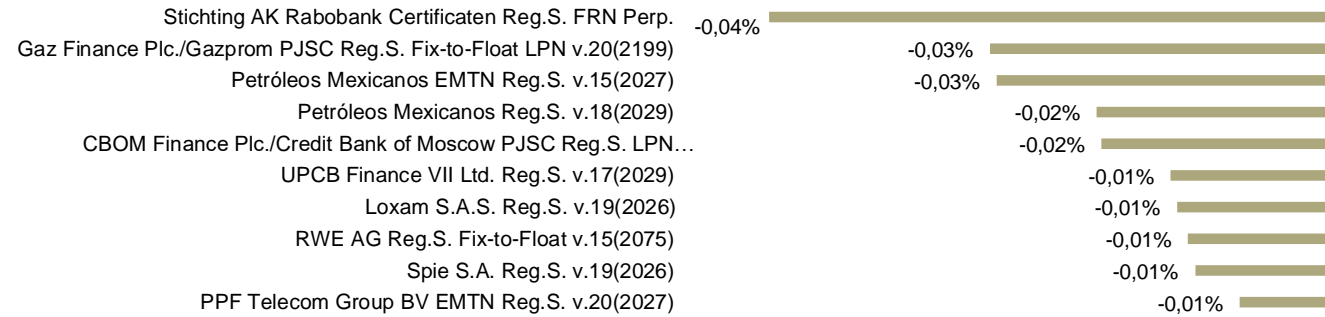 Stichting AK Rabobank Certificaten Reg.S. FRN Perp. -0,04%
Gaz Finance Plc./Gazprom PJSC Reg.S. Fix-to-Float LPN v.20(2199) -0,03%
Petróleos Mexicanos EMTN Reg.S. v.15(2027) -0,03%
Petróleos Mexicanos Reg.S. v.18(2029) -0,02%
CBOM Finance Plc./Credit Bank of Moscow PJSC Reg.S. LPN… -0,02%
UPCB Finance VII Ltd. Reg.S. v.17(2029) -0,01%
Loxam S.A.S. Reg.S. v.19(2026) -0,01%
RWE AG Reg.S. Fix-to-Float v.15(2075) -0,01%
Spie S.A. Reg.S. v.19(2026) -0,01%
PPF Telecom Group BV EMTN Reg.S. v.20(2027) -0,01%